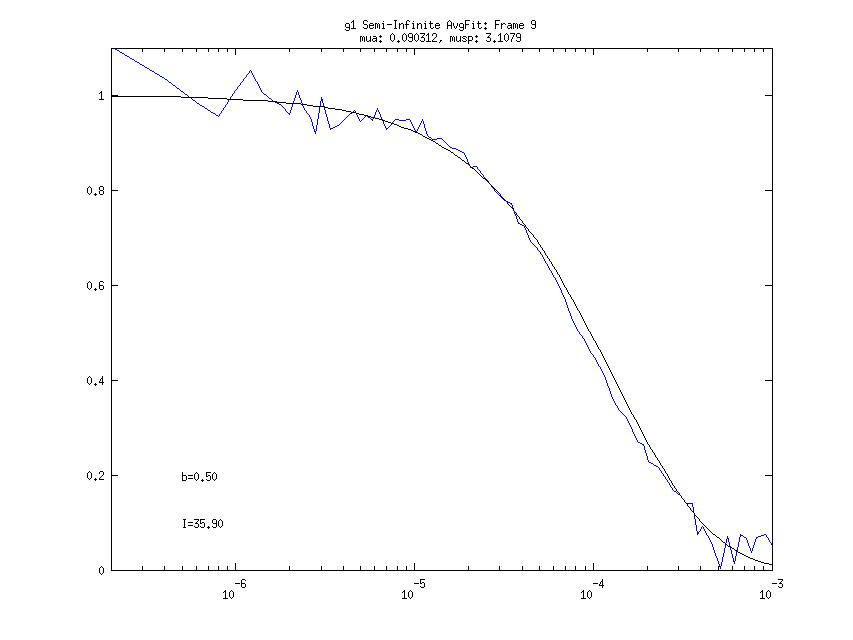 g1 Semi-Infinite AvgFit: Frame 9
mua: 0.090312, musp: 3.1079
1
0.8
0.6
0.4
0.2
b=0.50
I=35.90
0
10^-6
10^-5
10^-4
10^-3